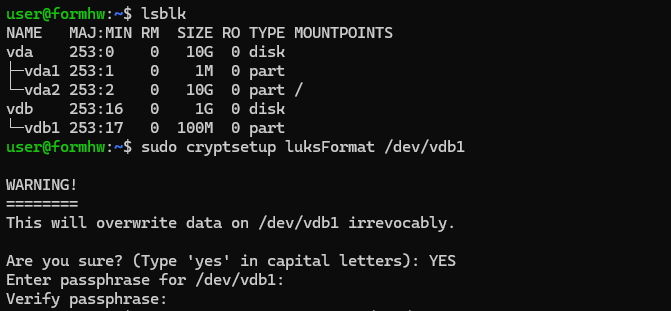 user@formhw:~$ lsblk
NAME   MAJ:MIN RM  SIZE RO TYPE MOUNTPOINTS
vda    253:0    0   10G  0 disk
├─vda1 253:1    0    1M  0 part
└─vda2 253:2    0   10G  0 part /
vdb    253:16   0    1G  0 disk
└─vdb1 253:17   0  100M  0 part
user@formhw:~$ sudo cryptsetup luksFormat /dev/vdb1

WARNING!
========
This will overwrite data on /dev/vdb1 irrevocably.

Are you sure? (Type 'yes' in capital letters): YES
Enter passphrase for /dev/vdb1:
Verify passphrase: